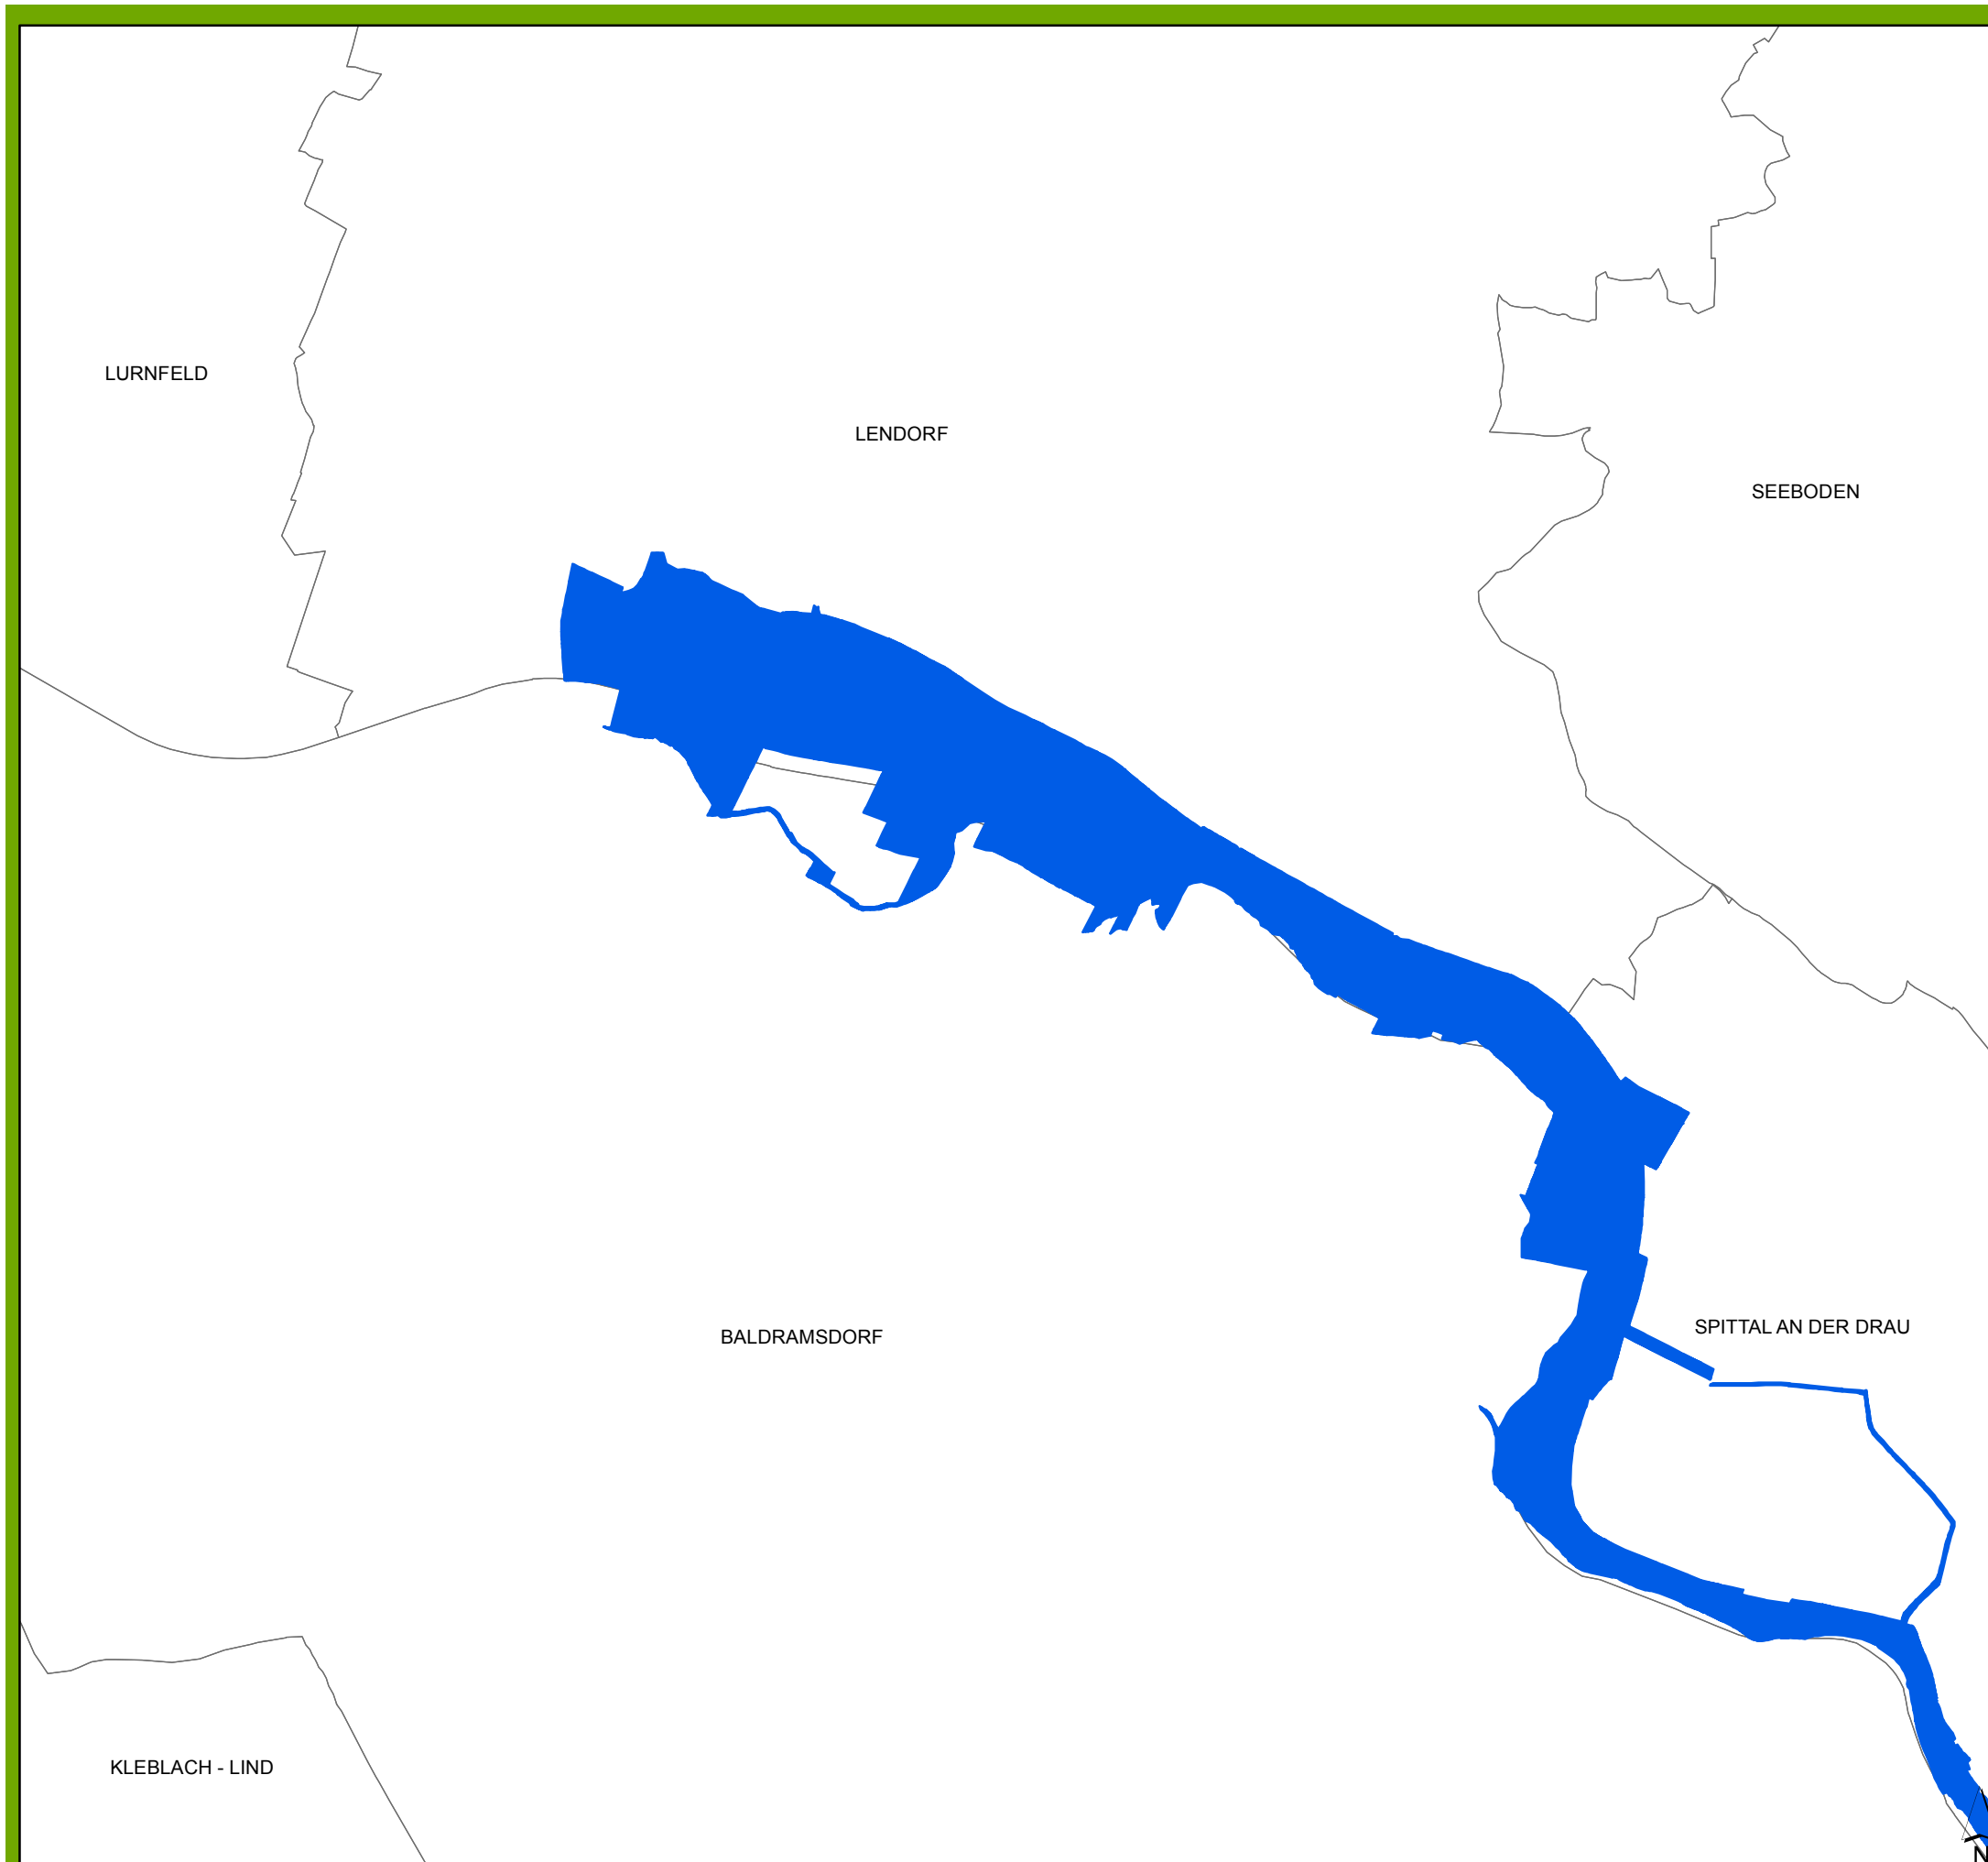 LURNFELD
LENDORF
SEEBODEN
SPITTAL AN DER DRAU
BALDRAMSDORF
KLEBLACH - LIND
N